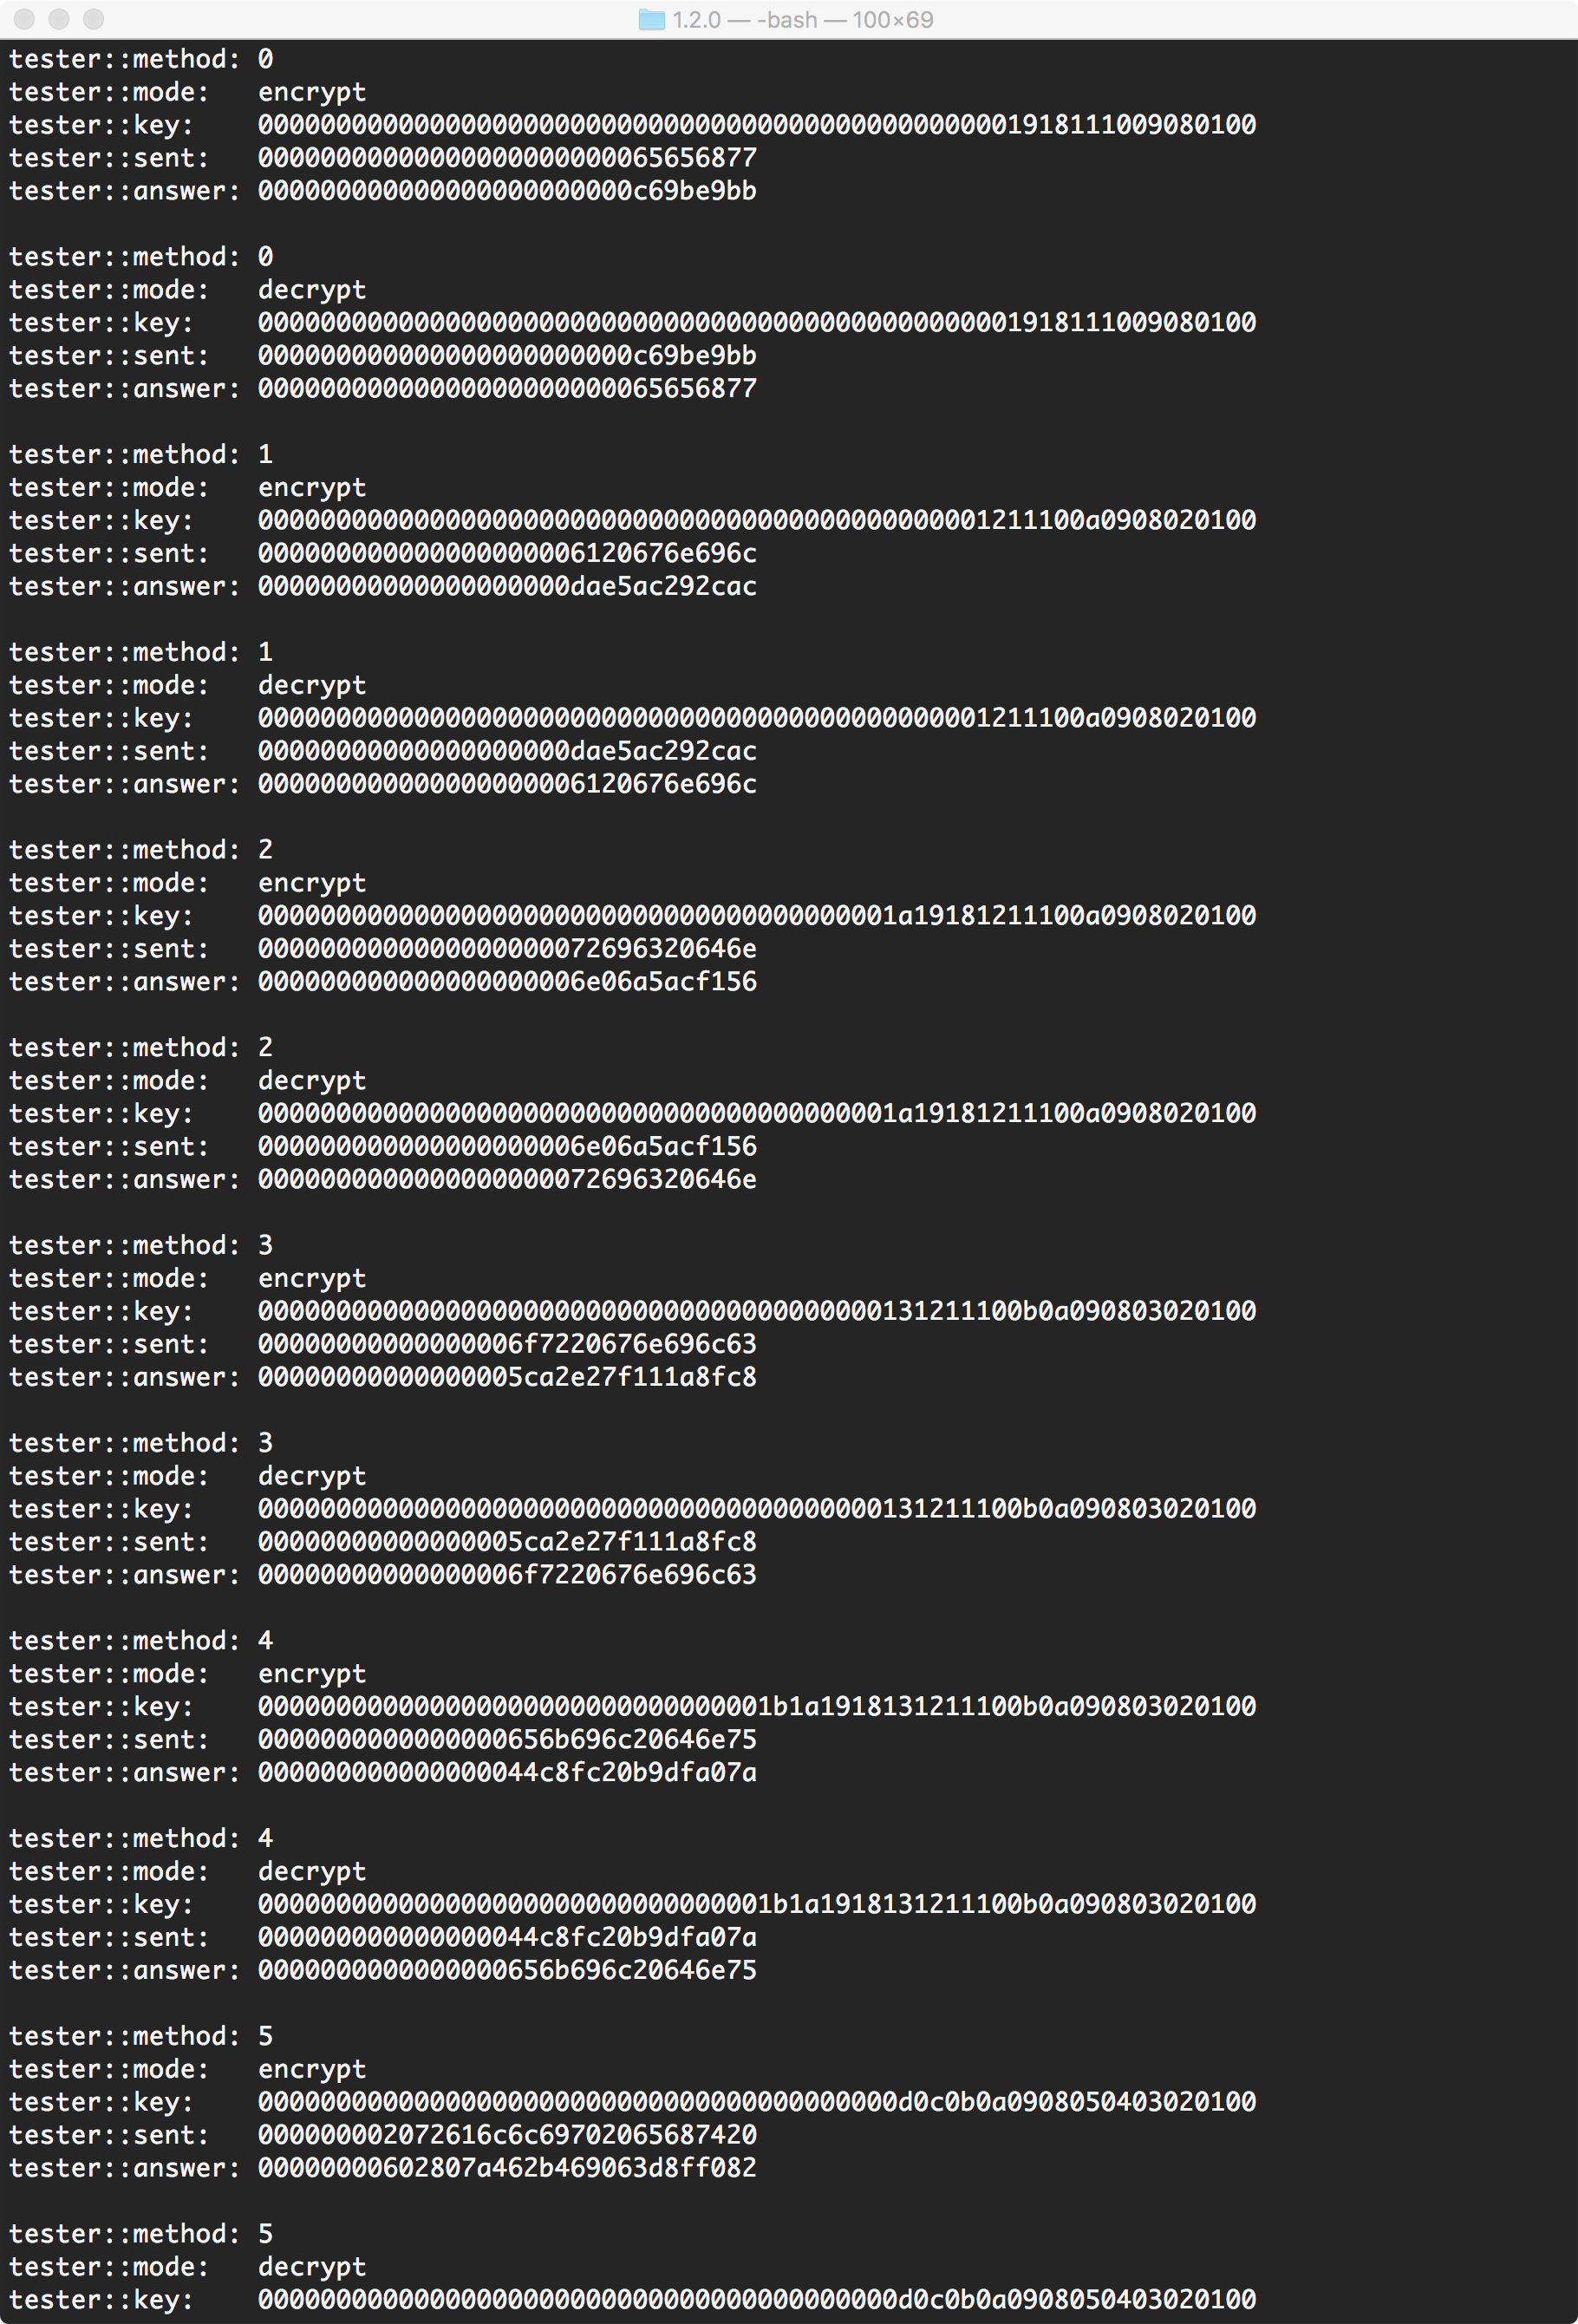 1.2.0 — -bash — 100×69
tester::method: 0
tester::mode: encrypt
tester::key: 0000000000000000000000000000000000000000000000001918111009080100
tester::sent: 00000000000000000000000065656877
tester::answer: 000000000000000000000000c69be9bb
tester::method: 0
tester::mode: decrypt
tester::key: 0000000000000000000000000000000000000000000000001918111009080100
tester::sent: 000000000000000000000000c69be9bb
tester::answer: 00000000000000000000000065656877
tester::method: 1
tester::mode: encrypt
tester::key: 00000000000000000000000000000000000000000000001211100a0908020100
tester::sent: 000000000000000000006120676e696c
tester::answer: 00000000000000000000dae5ac292cac
tester::method: 1
tester::mode: decrypt
tester::key: 00000000000000000000000000000000000000000000001211100a0908020100
tester::sent: 00000000000000000000dae5ac292cac
tester::answer: 000000000000000000006120676e696c
tester::method: 2
tester::mode: encrypt
tester::key: 00000000000000000000000000000000000000001a19181211100a0908020100
tester::sent: 0000000000000000000072696320646e
tester::answer: 000000000000000000006e06a5acf156
tester::method: 2
tester::mode: decrypt
tester::key: 00000000000000000000000000000000000000001a19181211100a0908020100
tester::sent: 000000000000000000006e06a5acf156
tester::answer: 0000000000000000000072696320646e
tester::method: 3
tester::mode: encrypt
tester::key: 0000000000000000000000000000000000000000131211100b0a090803020100
tester::sent: 00000000000000006f7220676e696c63
tester::answer: 00000000000000005ca2e27f111a8fc8
tester::method: 3
tester::mode: decrypt
tester::key: 0000000000000000000000000000000000000000131211100b0a090803020100
tester::sent: 00000000000000005ca2e27f111a8fc8
tester::answer: 00000000000000006f7220676e696c63
tester::method: 4
tester::mode: encrypt
tester::key: 000000000000000000000000000000001b1a1918131211100b0a090803020100
tester::sent: 0000000000000000656b696c20646e75
tester::answer: 000000000000000044c8fc20b9dfa07a
tester::method: 4
tester::mode: decrypt
tester::key: 000000000000000000000000000000001b1a1918131211100b0a090803020100
tester::sent: 000000000000000044c8fc20b9dfa07a
tester::answer: 0000000000000000656b696c20646e75
tester::method: 5
tester::mode: encrypt
tester::key: 00000000000000000000000000000000000000000d0c0b0a0908050403020100
tester::sent: 000000002072616c6c69702065687420
tester::answer: 00000000602807a462b469063d8ff082
tester::method: 5
tester::mode: decrypt
tester::key: 00000000000000000000000000000000000000000d0c0b0a0908050403020100